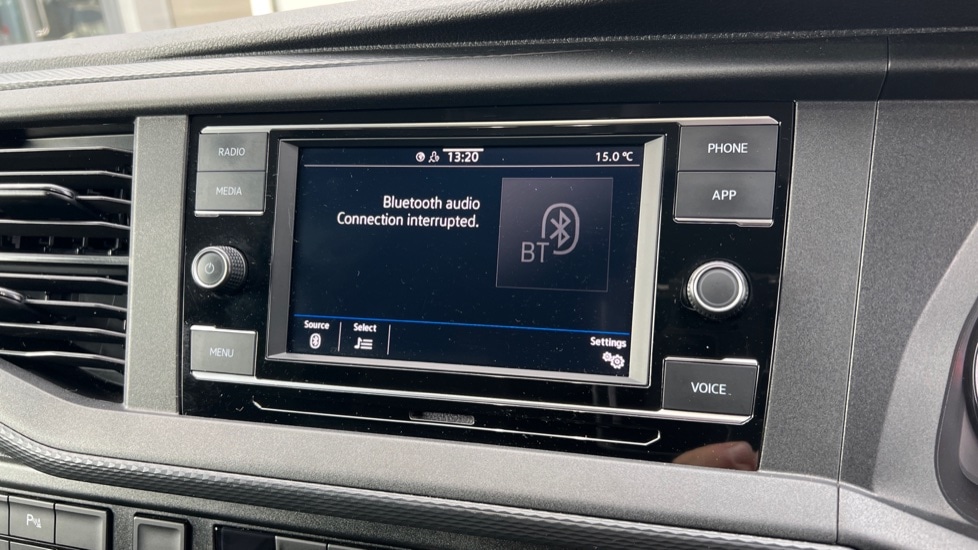 RADIO
MEDIA
MENU
13:20
15.0 °C
Bluetooth audio
Connection interrupted.
BT
Source
Select
Settings
PHONE
APP
VOICE
P